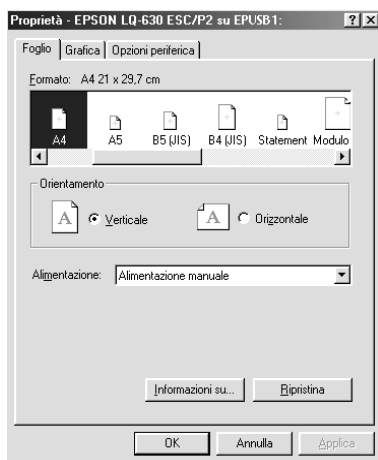 Proprietà - EPSON LQ-630 ESC/P2 su EPUSB1:
Foglio Grafica Opzioni periferica
Formato: A4 21 x 29,7 cm
A4 A5 B5 (JIS) B4 (JIS) Statement Modulo
Orientamento
A Verticale A Orizzontale
Alimentazione: Alimentazione manuale
Informazioni su... Ripristina
OK Annulla Applica